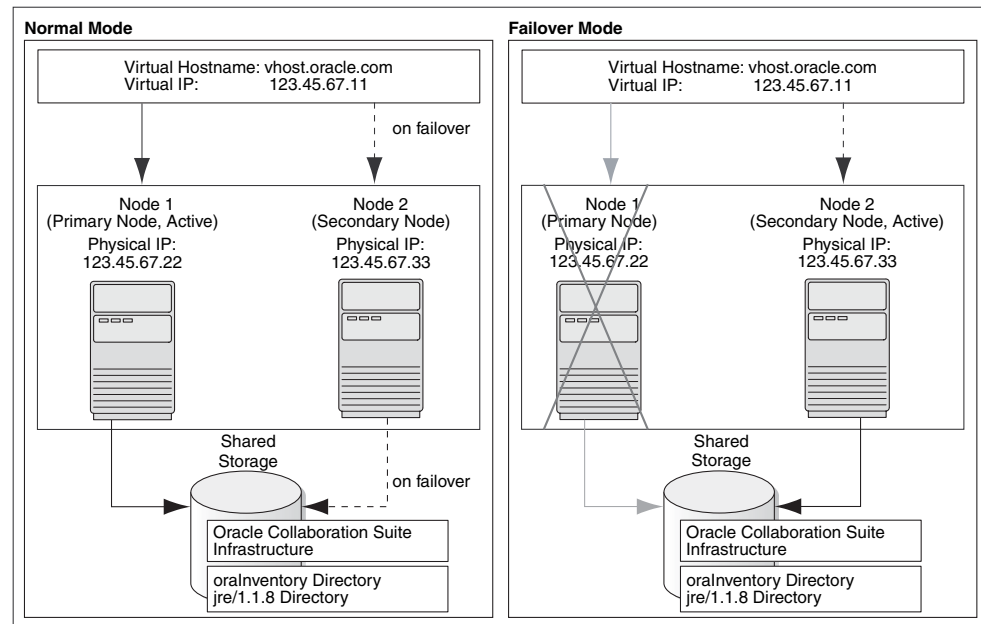 Normal Mode
Virtual Hostname: vhost.oracle.com
Virtual IP: 123.45.67.11
on failover
Node 1
(Primary Node, Active)
Physical IP:
123.45.67.22
Node 2
(Secondary Node)
Physical IP:
123.45.67.33
Shared
Storage
on failover
Oracle Collaboration Suite
Infrastructure
oraInventory Directory
jre/1.1.8 Directory
Failover Mode
Virtual Hostname: vhost.oracle.com
Virtual IP: 123.45.67.11
Node 1
(Primary Node)
Physical IP:
123.45.67.22
Node 2
(Secondary Node, Active)
Physical IP:
123.45.67.33
Shared
Storage
Oracle Collaboration Suite
Infrastructure
oraInventory Directory
jre/1.1.8 Directory